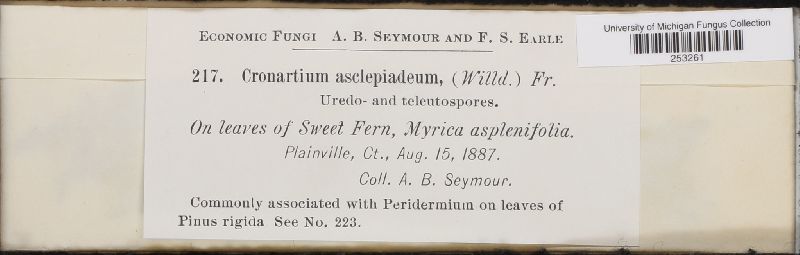 University of Michigan Fungus Collection
253261
Economic Fungi A. B. Seymour and F. S. Earle
217. Cronartium asclepiadeum, (Willd.) Fr.
Uredo- and teleutospores.
On leaves of Sweet Fern, Myrica asplenifolia.
Plainville, Ct., Aug. 15, 1887.
Coll. A. B. Seymour.
Commonly associated with Peridermium on leaves of
Pinus rigida See No. 223.